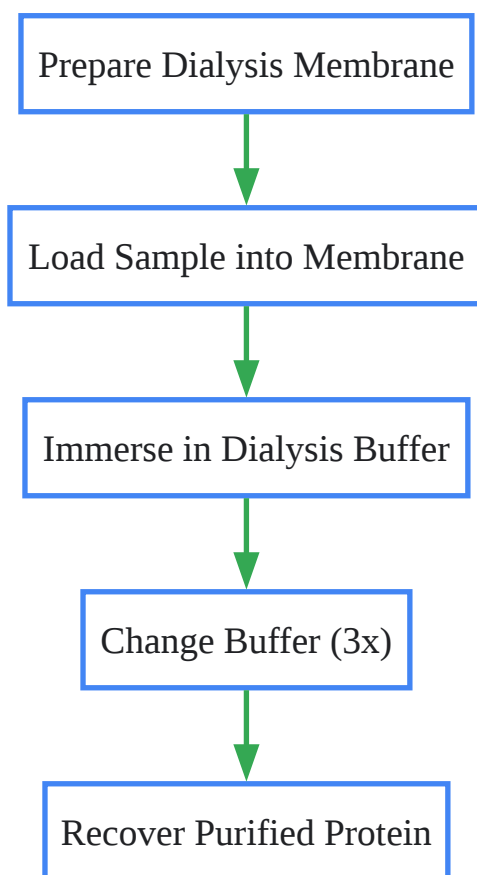 Prepare Dialysis Membrane
Load Sample into Membrane
Immerse in Dialysis Buffer
Change Buffer (3x)
Recover Purified Protein